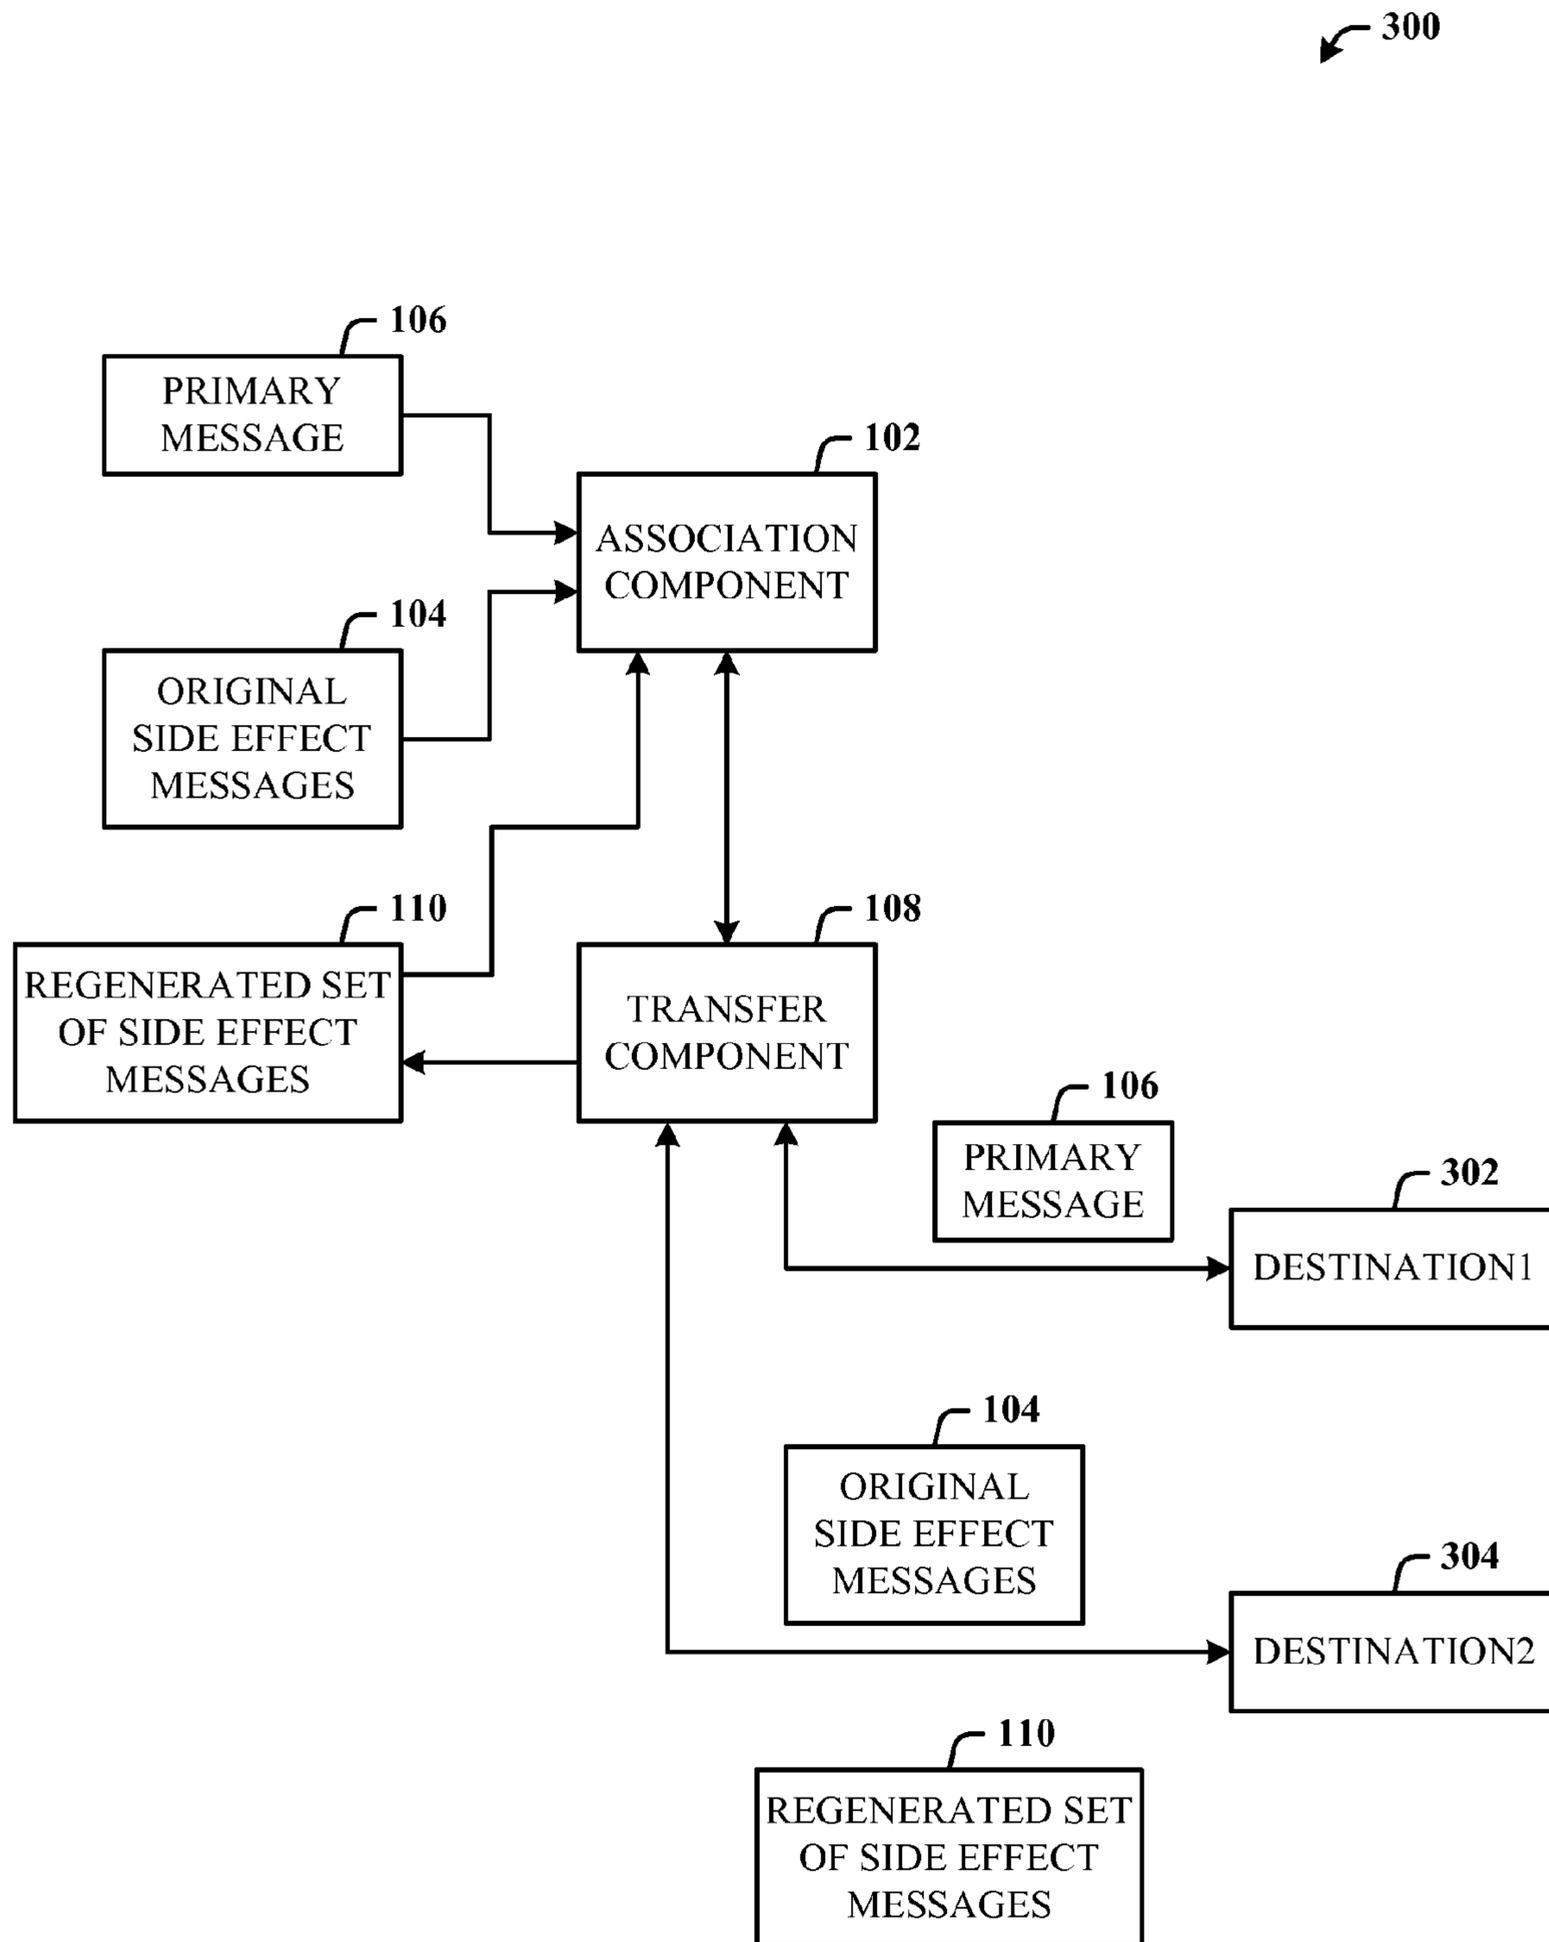 300
106
PRIMARY
MESSAGE
102
ASSOCIATION
COMPONENT
104
ORIGINAL
SIDE EFFECT
MESSAGES
110
REGENERATED SET
OF SIDE EFFECT
MESSAGES
108
TRANSFER
COMPONENT
106
PRIMARY
MESSAGE
302
DESTINATION1
104
ORIGINAL
SIDE EFFECT
MESSAGES
304
DESTINATION2
110
REGENERATED SET
OF SIDE EFFECT
MESSAGES